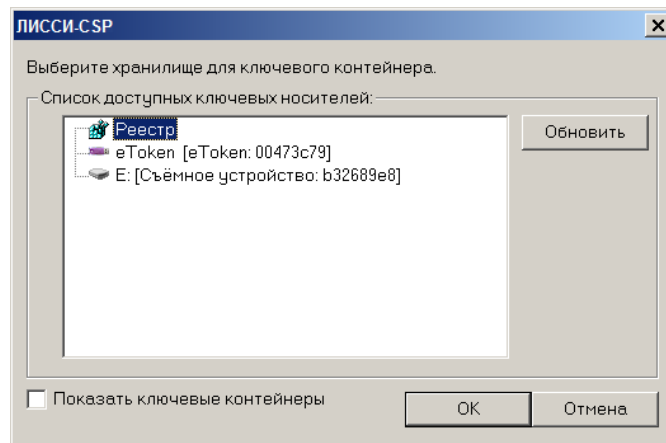 ЛИССИ-CSP
Выберите хранилище для ключевого контейнера.
Список доступных ключевых носителей:
Реестр
eToken [eToken: 00473c79]
E: [Съёмное устройство: b32689e8]
Обновить
Показать ключевые контейнеры
OK
Отмена